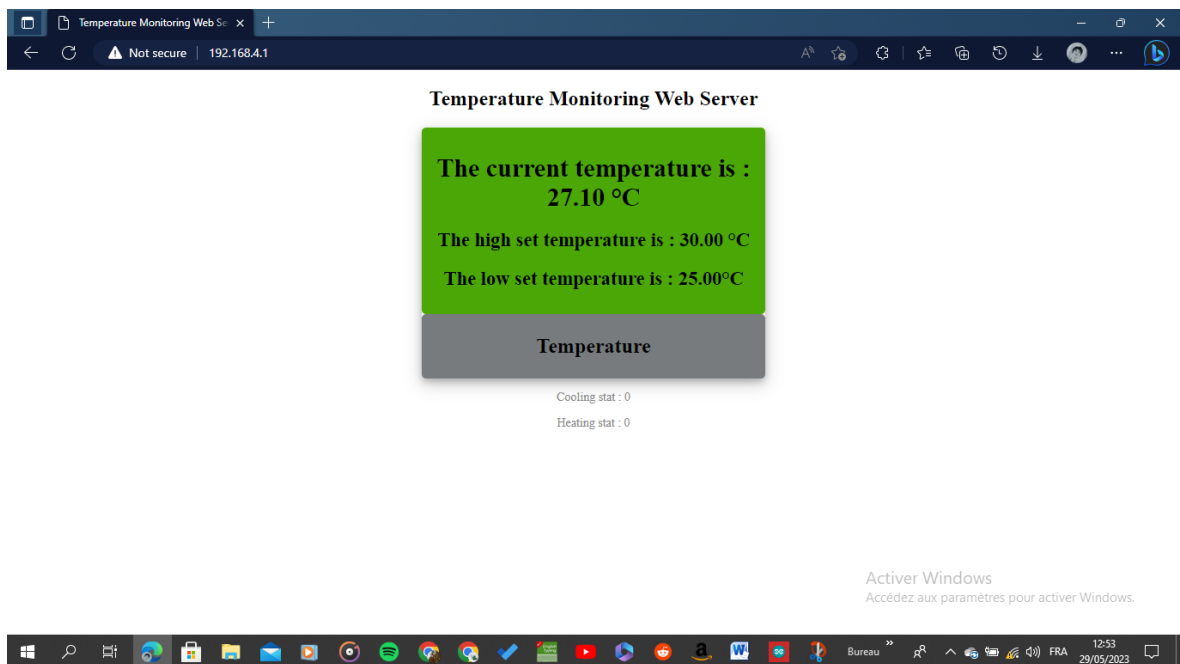 Temperature Monitoring Web Se
Not secure | 192.168.4.1
Temperature Monitoring Web Server
The current temperature is :
27.10 °C
The high set temperature is : 30.00 °C
The low set temperature is : 25.00°C
Temperature
Cooling stat : 0
Heating stat : 0
Activer Windows
Accédez aux paramètres pour activer Windows.
Bureau
FRA
12:53
29/05/2023